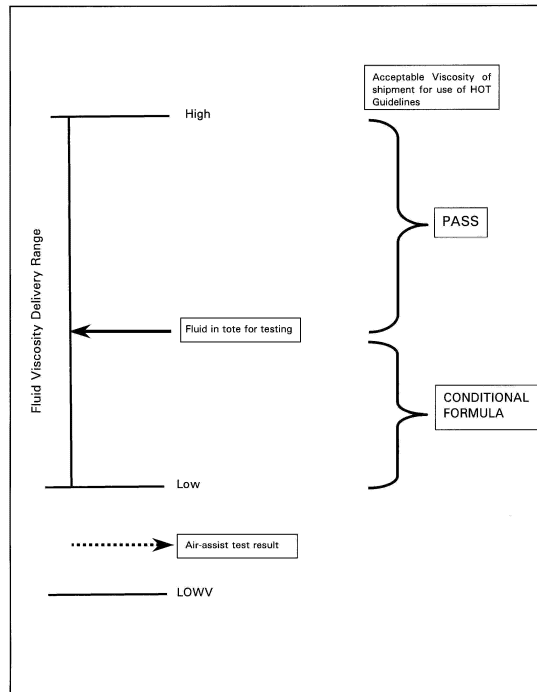 Acceptable Viscosity of
shipment for use of HOT
Guidelines
High
PASS
Fluid Viscosity Delivery Range
Fluid in tote for testing
CONDITIONAL
FORMULA
Low
Air-assist test result
LOWV